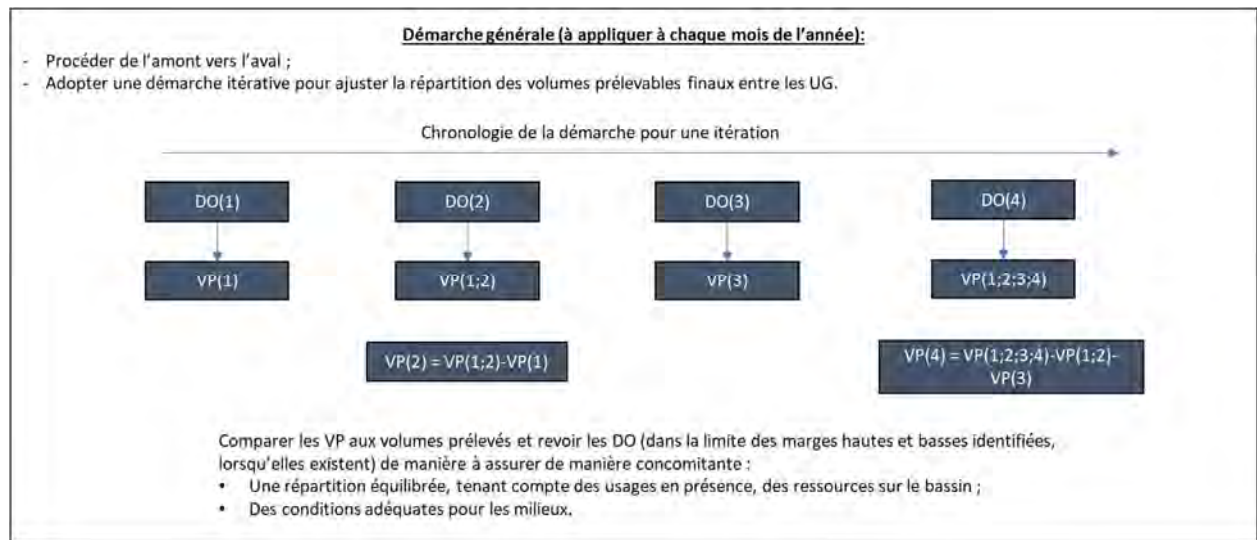 Démarche générale (à appliquer à chaque mois de l'année):
- Procéder de l'amont vers l'aval ;
- Adopter une démarche itérative pour ajuster la répartition des volumes prélevables finaux entre les UG.
Chronologie de la démarche pour une itération
DO(1) DO(2) DO(3) DO(4)
VP(1) VP(1;2) VP(3) VP(1;2;3;4)
VP(2) = VP(1;2)-VP(1) VP(4) = VP(1;2;3;4)-VP(1;2)-
VP(3)
Comparer les VP aux volumes prélevés et revoir les DO (dans la limite des marges hautes et basses identifiées,
lorsqu'elles existent) de manière à assurer de manière concomitante :
• Une répartition équilibrée, tenant compte des usages en présence, des ressources sur le bassin ;
• Des conditions adéquates pour les milieux.